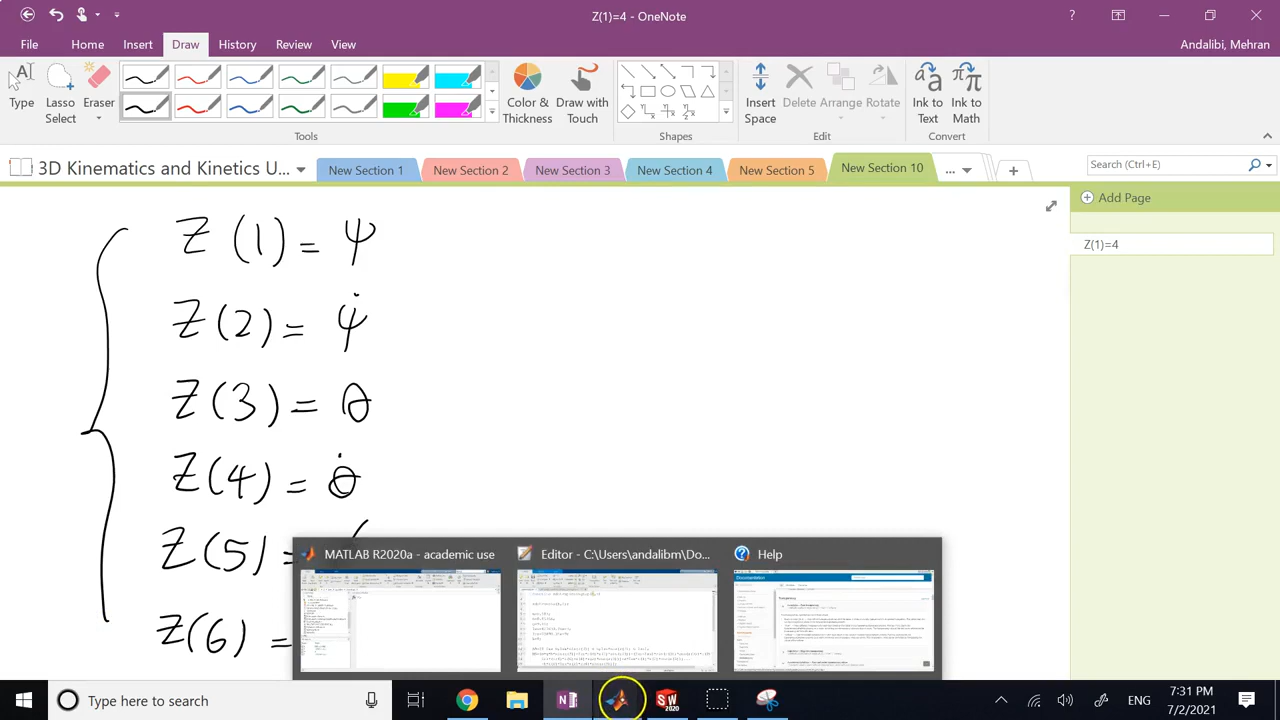 Z(1)=4 - OneNote
File Home Insert Draw History Review View
Andalibi, Mehran
Type
Lasso Select
Eraser
Color & Thickness
Draw with Touch
Insert Space
Delete
Arrange
Rotate
Ink to Text
Ink to Math
Tools
Shapes
Edit
Convert
3D Kinematics and Kinetics U...
New Section 1
New Section 2
New Section 3
New Section 4
New Section 5
New Section 10
...
Search (Ctrl+E)
Add Page
Z(1)=4
Z(1) = ψ
Z(2) = ψ̇
Z(3) = θ
Z(4) = θ̇
Z(5) =
Z(6) =
MATLAB R2020a - academic use
Editor - C:\Users\andalibm\Do...
Help
Documentation
Type here to search
SW
2020
ENG
7:31 PM
7/2/2021